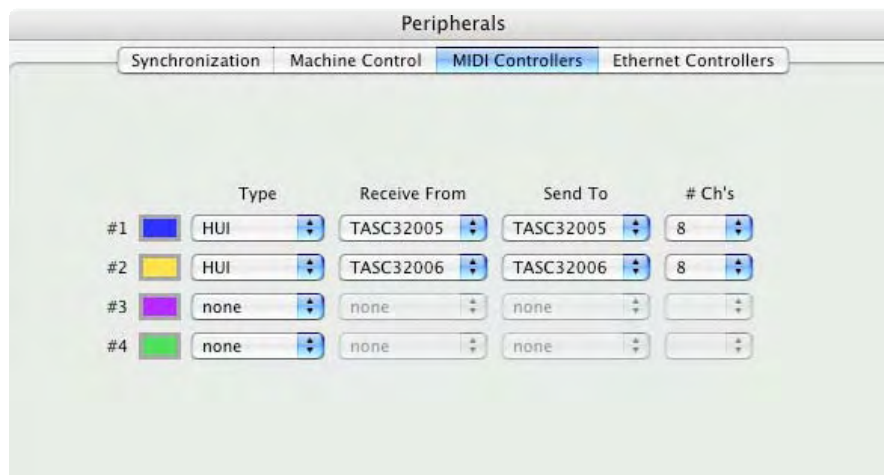 Peripherals
Synchronization Machine Control MIDI Controllers Ethernet Controllers
Type Receive From Send To # Ch's
#1 HUI TASC32005 TASC32005 8
#2 HUI TASC32006 TASC32006 8
#3 none none none
#4 none none none